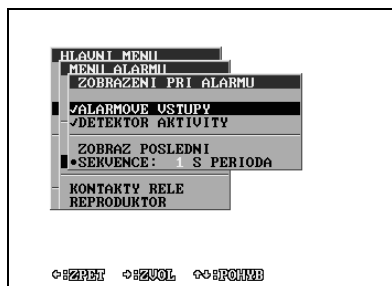 HLAVNI MENU
MENU ALARMU
ZOBRAZENI PRI ALARMU
✓ALARMOVE VSTUPY
✓DETEKTOR AKTIVITY
ZOBRAZ POSLEDNI
•SEKVENCE: 1 S PERIODA
KONTAKTY RELE
REPRODUKTOR
←:ZPET →:ZVOL ↑↓:POHYB